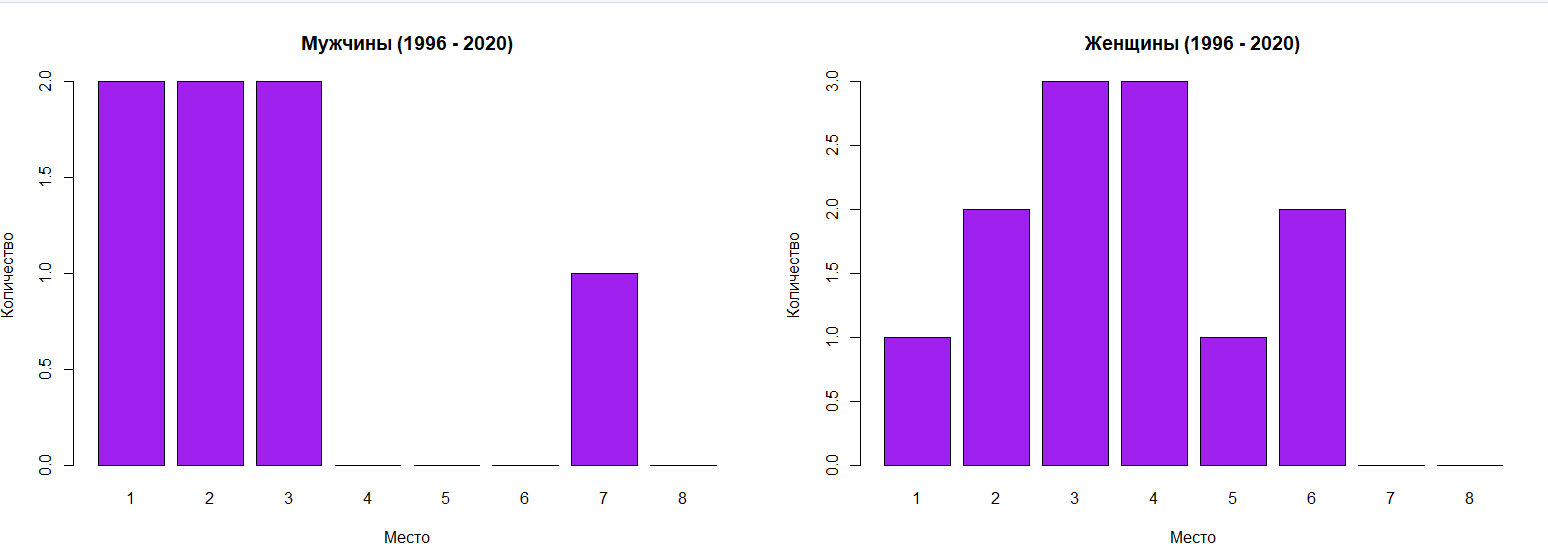 Мужчины (1996 - 2020)
Количество
2.0
1.5
1.0
0.5
0.0
1 2 3 4 5 6 7 8
Место
Женщины (1996 - 2020)
Количество
3.0
2.5
2.0
1.5
1.0
0.5
0.0
1 2 3 4 5 6 7 8
Место